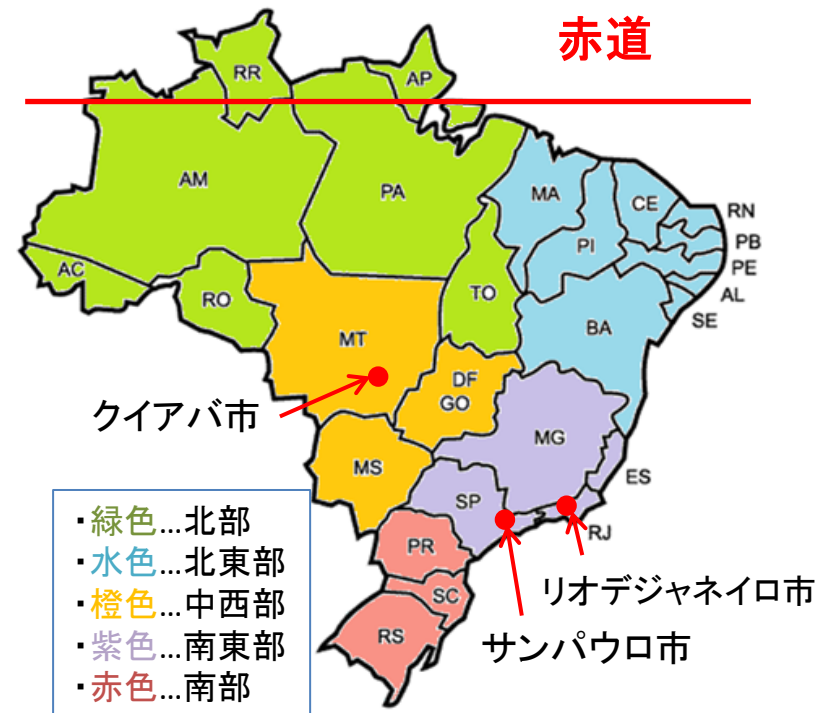 赤道
RR
AP
AM
PA
MA
CE
RN
PB
PI
PE
AC
AL
RO
TO
SE
BA
MT
DF
GO
クイアバ市
MG
MS
ES
SP
RJ
PR
リオデジャネイロ市
SC
サンパウロ市
RS
・緑色...北部
・水色...北東部
・橙色...中西部
・紫色...南東部
・赤色...南部